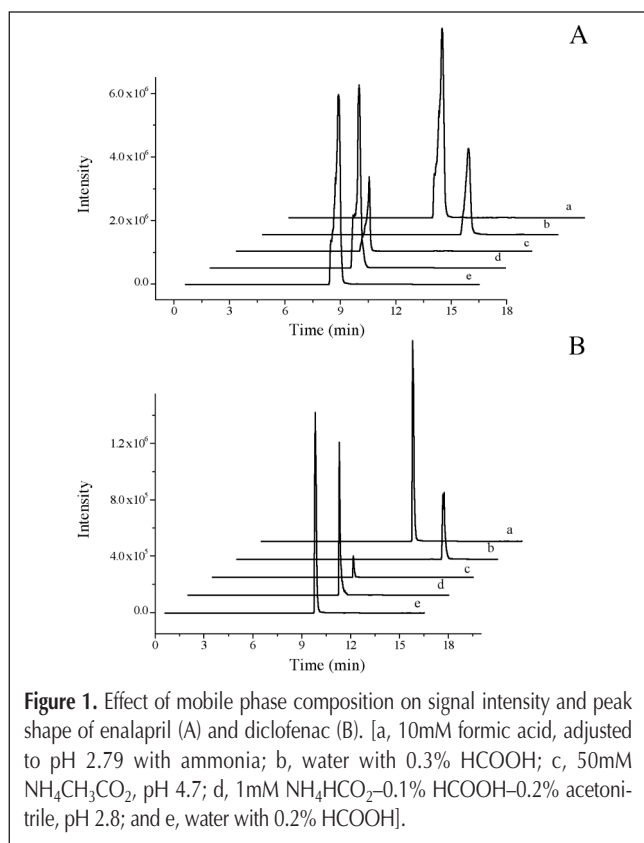 A
6.0x10⁶
4.0x10⁶
2.0x10⁶
0.0
Intensity
a
b
c
d
e
0 3 6 9 12 15 18
Time (min)
B
1.2x10⁶
8.0x10⁵
4.0x10⁵
0.0
Intensity
a
b
c
d
e
0 3 6 9 12 15 18
Time (min)
Figure 1. Effect of mobile phase composition on signal intensity and peak
shape of enalapril (A) and diclofenac (B). [a, 10mM formic acid, adjusted
to pH 2.79 with ammonia; b, water with 0.3% HCOOH; c, 50mM
NH₄CH₃CO₂, pH 4.7; d, 1mM NH₄HCO₂–0.1% HCOOH–0.2% acetoni-
trile, pH 2.8; and e, water with 0.2% HCOOH].